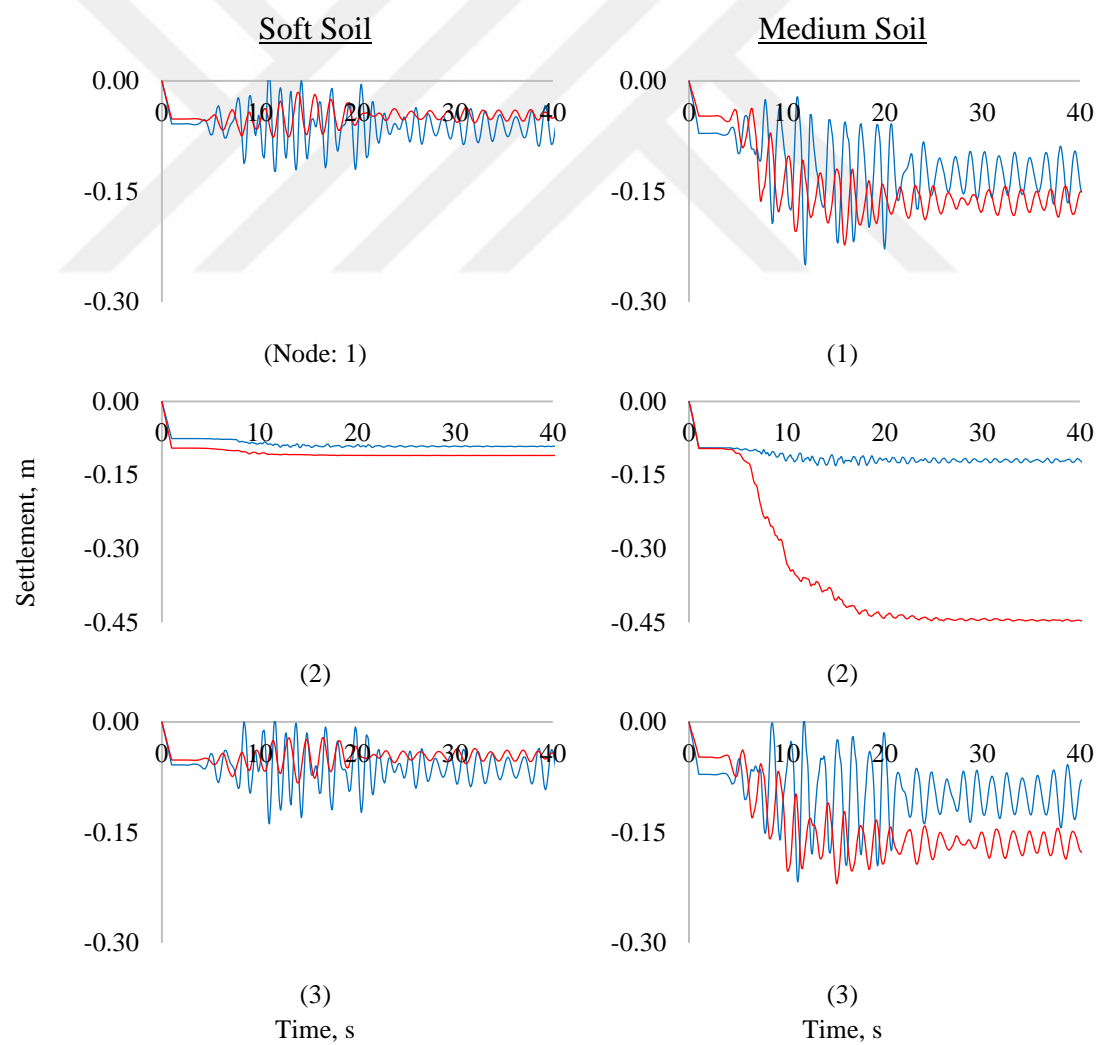 Soft Soil Medium Soil
0.00 0.00
0 10 20 30 40 0 10 20 30 40
-0.15 -0.15
-0.30 -0.30
(Node: 1) (1)
0.00 0.00
0 10 20 30 40 0 10 20 30 40
-0.15 -0.15
-0.30 -0.30
-0.45 -0.45
Settlement, m
(2) (2)
0.00 0.00
0 10 20 30 40 0 10 20 30 40
-0.15 -0.15
-0.30 -0.30
(3) (3)
Time, s Time, s